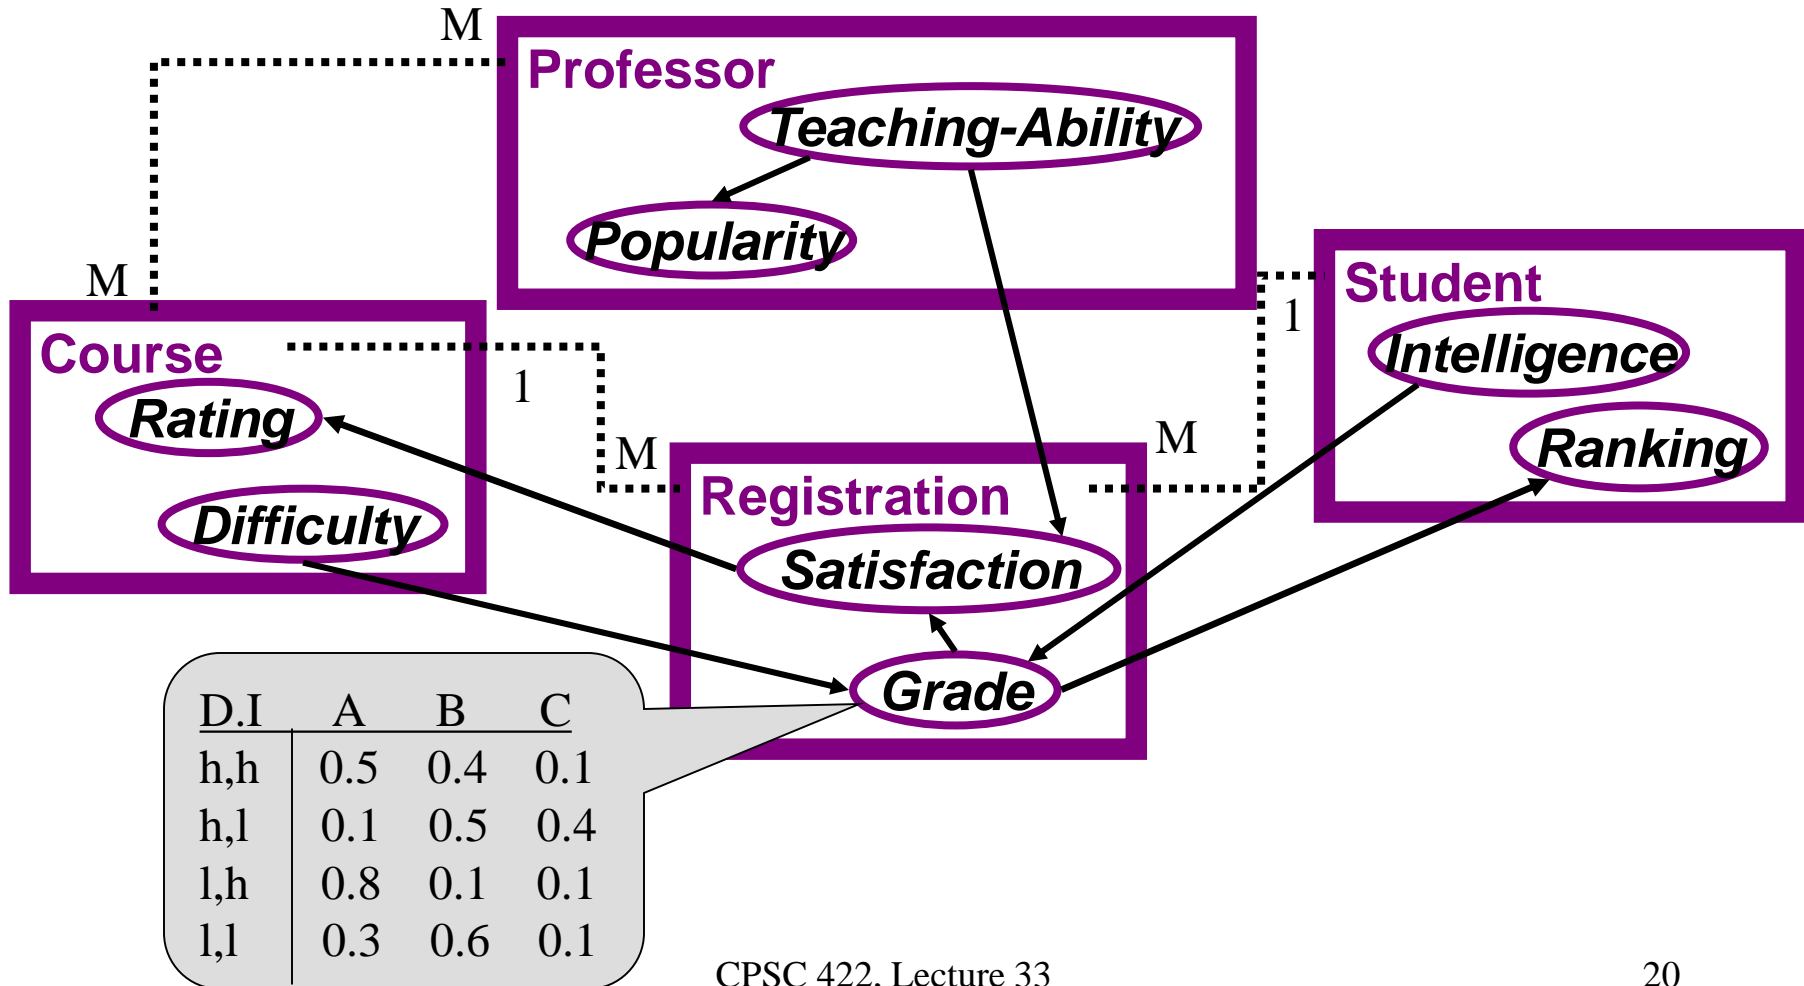 M
Professor
Teaching-Ability
Popularity
M
Student
1
Intelligence
Ranking
Course
1
Rating
Difficulty
M
M
Registration
Satisfaction
Grade
D.I A B C
h,h 0.5 0.4 0.1
h,l 0.1 0.5 0.4
l,h 0.8 0.1 0.1
l,l 0.3 0.6 0.1
CPSC 422, Lecture 33
20